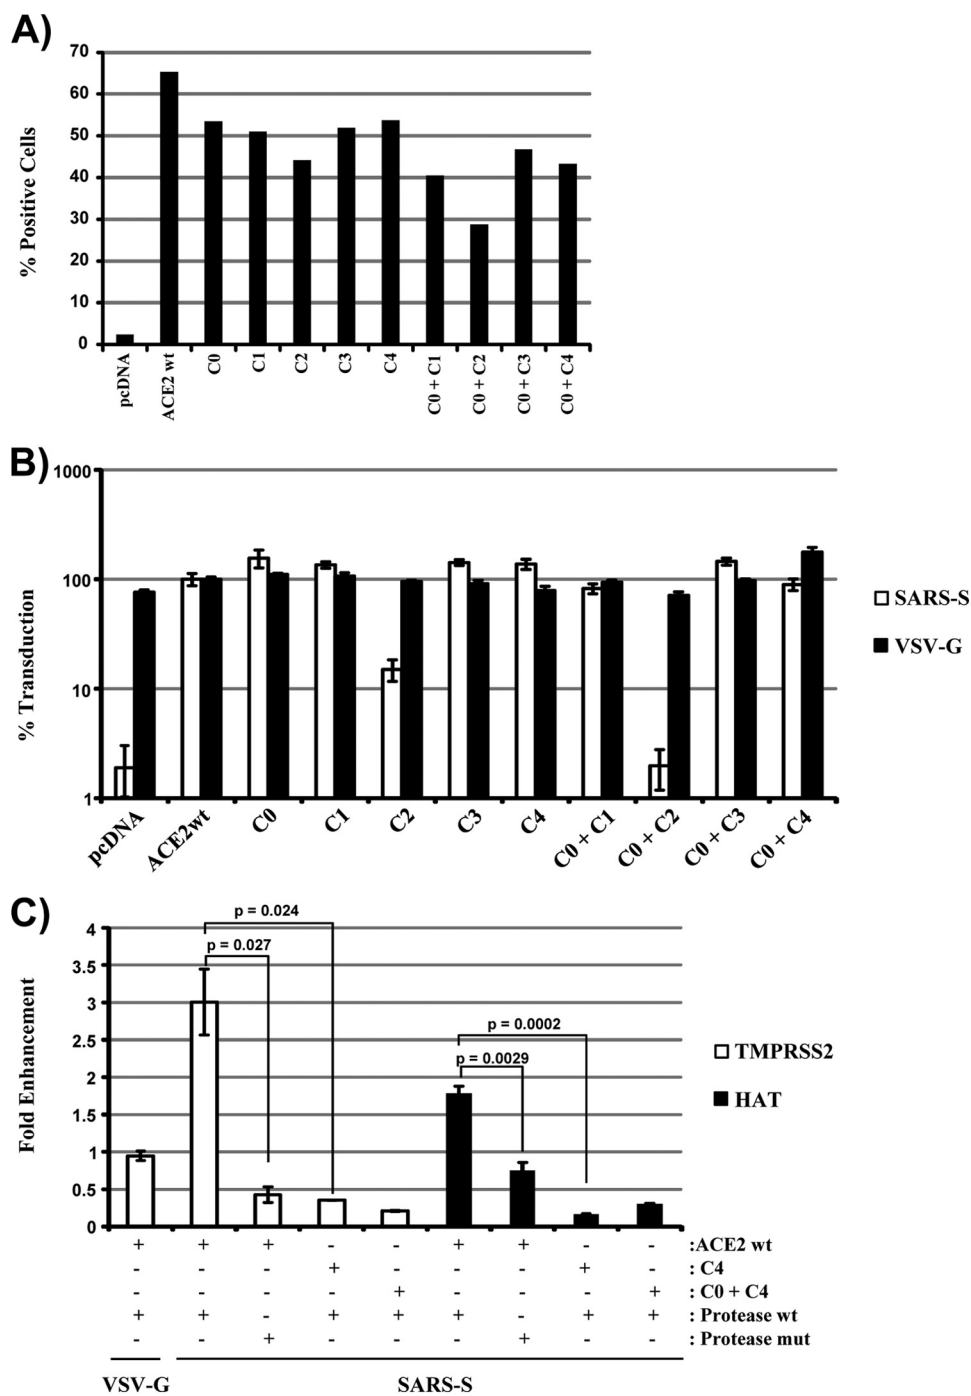 A)
70
60
50
40
30
20
10
0
% Positive Cells
pcDNA
ACE2 wt
C0
C1
C2
C3
C4
C0 + C1
C0 + C2
C0 + C3
C0 + C4
B)
1000
100
10
1
% Transduction
SARS-S
VSV-G
pcDNA
ACE2wt
C0
C1
C2
C3
C4
C0 + C1
C0 + C2
C0 + C3
C0 + C4
C)
4
3.5
3
2.5
2
1.5
1
0.5
0
Fold Enhancement
p = 0.024
p = 0.027
p = 0.0002
p = 0.0029
TMPRSS2
HAT
+ + + - - + + - - :ACE2 wt
- - - + - - - + - : C4
- - - - + - - - + : C0 + C4
+ + - + + + - + + : Protease wt
- - + - - - + - - : Protease mut
VSV-G SARS-S